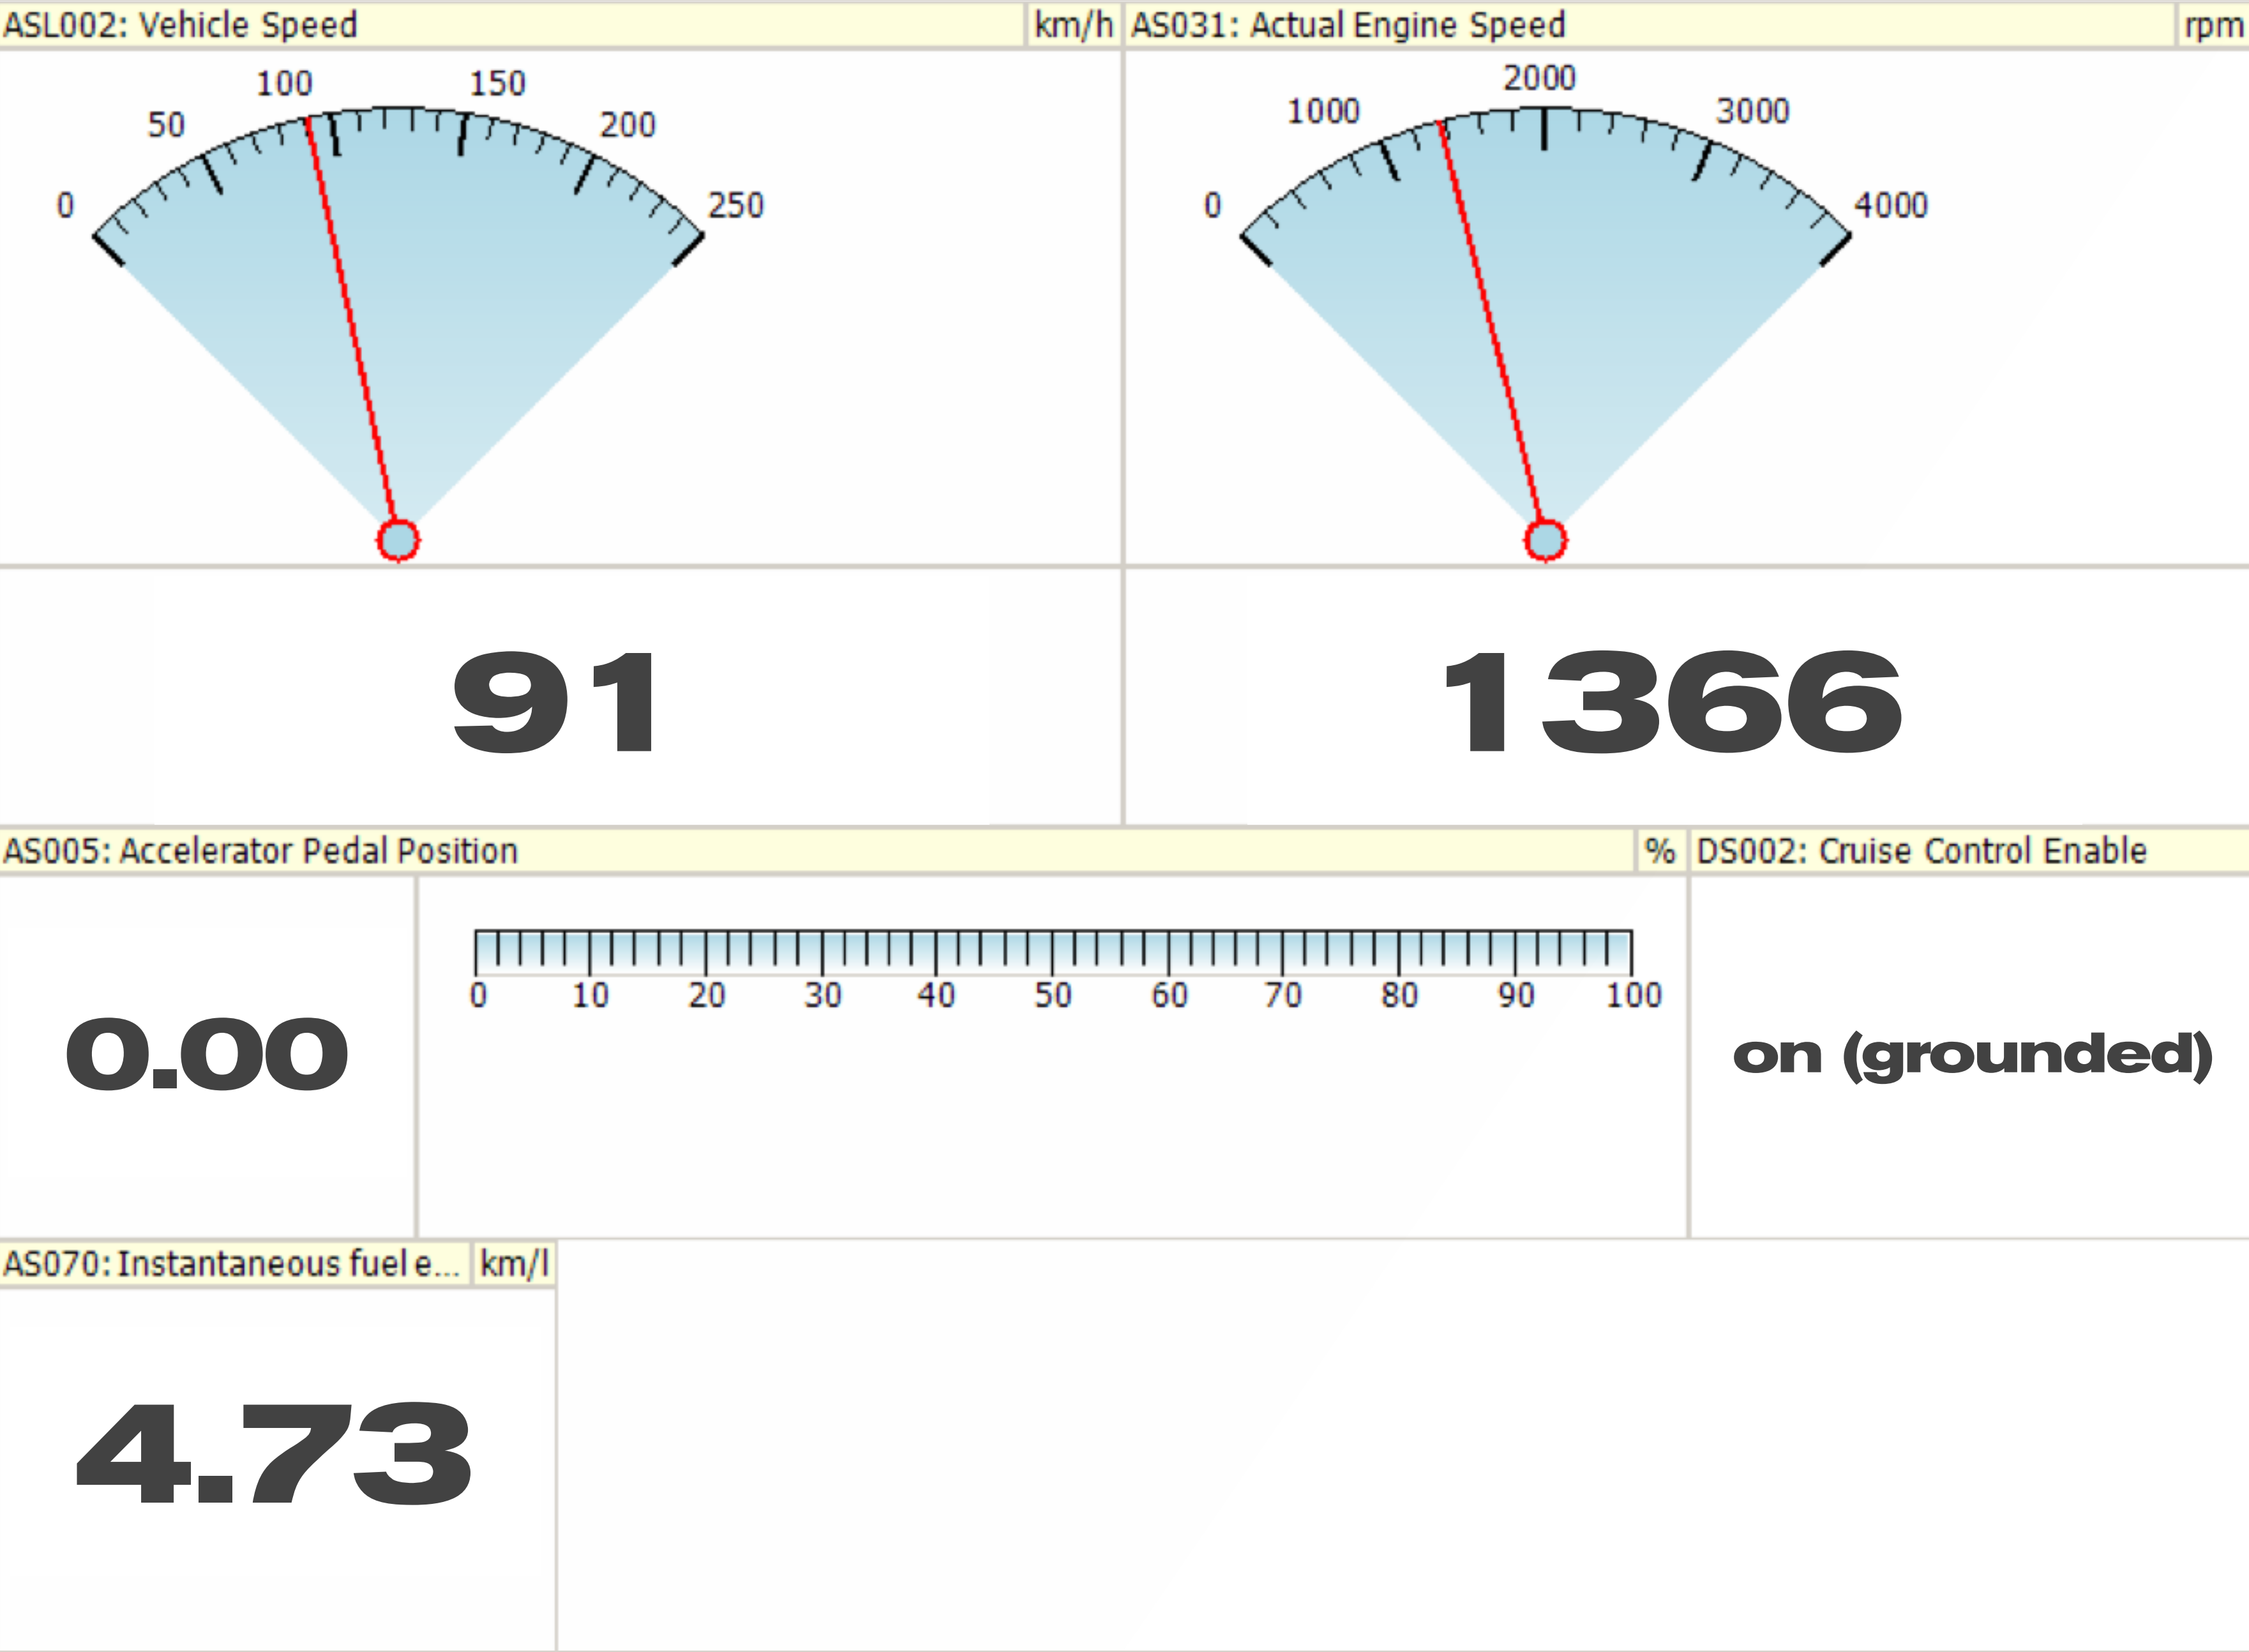 ASL002: Vehicle Speed km/h AS031: Actual Engine Speed rpm
0 50 100 150 200 250
0 1000 2000 3000 4000
91 1366
AS005: Accelerator Pedal Position % DS002: Cruise Control Enable
0.00
0 10 20 30 40 50 60 70 80 90 100
on (grounded)
AS070: Instantaneous fuel e... km/l
4.73